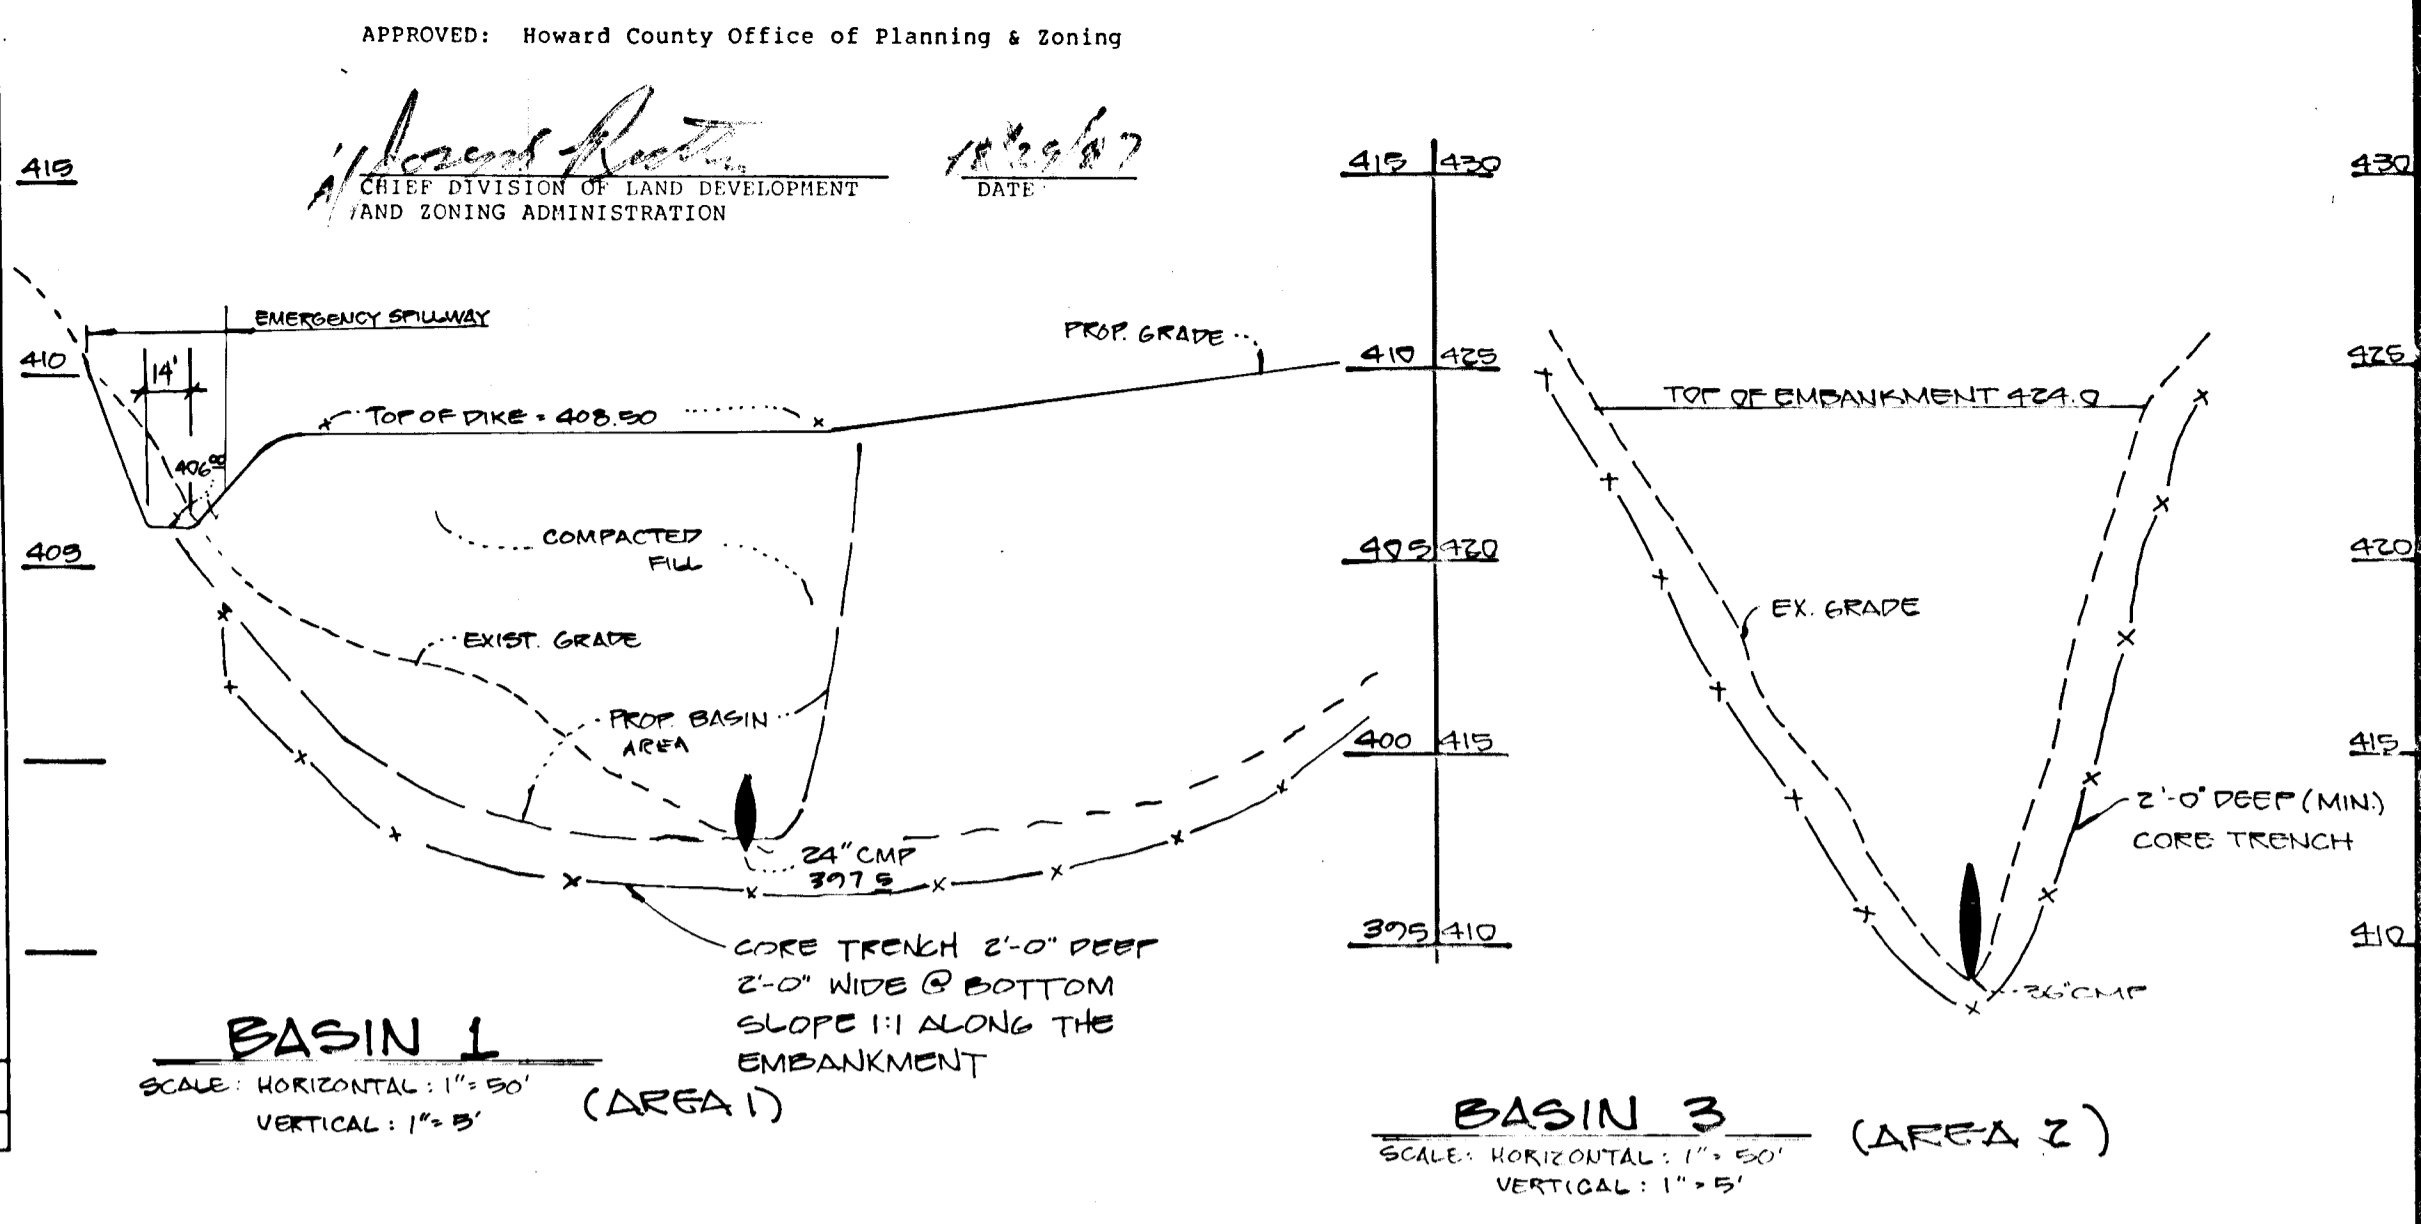 APPROVED: Howard County Office of Planning & Zoning
CHIEF DIVISION OF LAND DEVELOPMENT
AND ZONING ADMINISTRATION
DATE
415
410
405
EMERGENCY SPILLWAY
14'
406.00
TOP OF DIKE = 408.50
PROP. GRADE
COMPACTED
FILL
EXIST. GRADE
PROP. BASIN
AREA
24" CMP
397.5
CORE TRENCH 2'-0" DEEP
2'-0" WIDE @ BOTTOM
SLOPE 1:1 ALONG THE
EMBANKMENT
BASIN 1
SCALE: HORIZONTAL: 1"= 50'
VERTICAL: 1"= 5'
(AREA 1)
415 430
410 425
405 420
400 415
395 410
TOP OF EMBANKMENT 424.0
EX. GRADE
2'-0" DEEP (MIN.)
CORE TRENCH
36" CMP
430
425
420
415
410
BASIN 3
SCALE: HORIZONTAL: 1"= 50'
VERTICAL: 1"= 5'
(AREA 2)